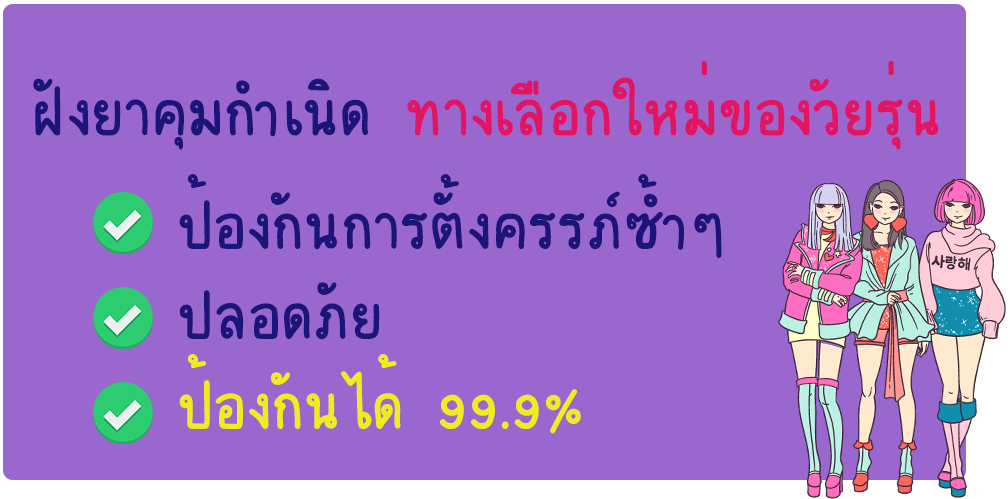 ฝังยาคุมกำเนิด ทางเลือกใหม่ของวัยรุ่น
ป้องกันการตั้งครรภ์ซ้ำๆ
ปลอดภัย
ป้องกันได้ 99.9%
사랑해